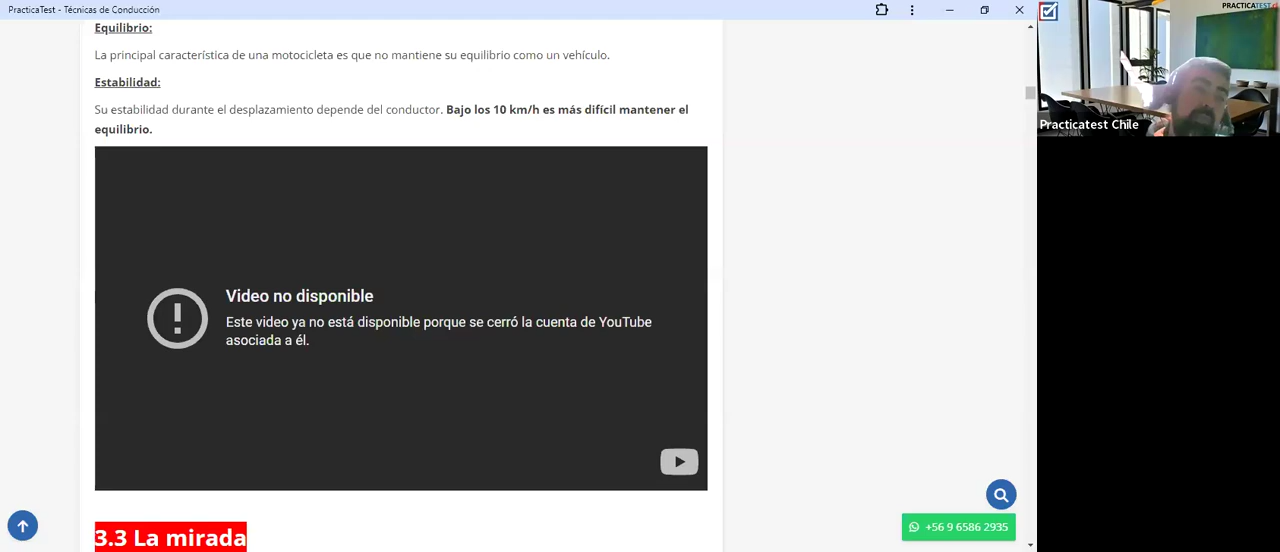 PracticaTest - Técnicas de Conducción
PRACTICATEST
Equilibrio:
La principal característica de una motocicleta es que no mantiene su equilibrio como un vehículo.
Estabilidad:
Su estabilidad durante el desplazamiento depende del conductor. Bajo los 10 km/h es más difícil mantener el
equilibrio.
Practicatest Chile
Video no disponible
Este video ya no está disponible porque se cerró la cuenta de YouTube
asociada a él.
3.3 La mirada
+56 9 6586 2935